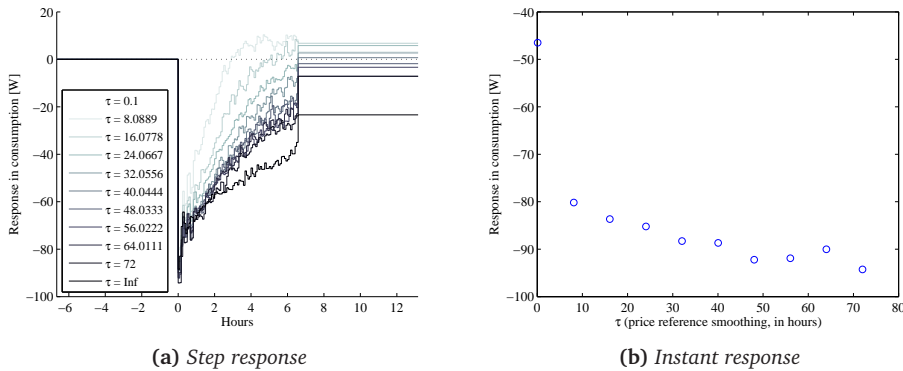 20
0
−20
−40
−60
−80
−100
Response in consumption [W]
τ = 0.1
τ = 8.0889
τ = 16.0778
τ = 24.0667
τ = 32.0556
τ = 40.0444
τ = 48.0333
τ = 56.0222
τ = 64.0111
τ = 72
τ = Inf
−6 −4 −2 0 2 4 6 8 10 12
Hours
(a) Step response
−40
−50
−60
−70
−80
−90
−100
Response in consumption [W]
0 10 20 30 40 50 60 70 80
τ (price reference smoothing, in hours)
(b) Instant response